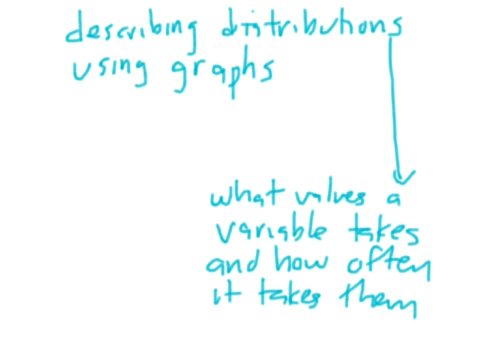 describing distributions
using graphs
what values a
variable takes
and how often
it takes them